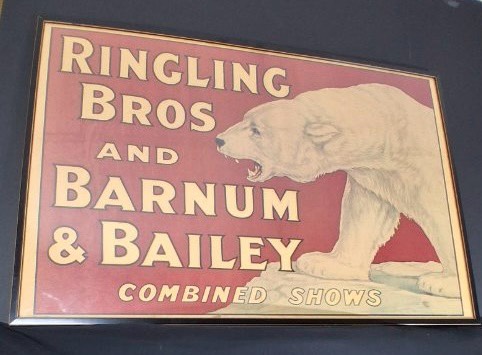 RINGLING
BROS
AND
BARNUM
& BAILEY
COMBINED SHOWS